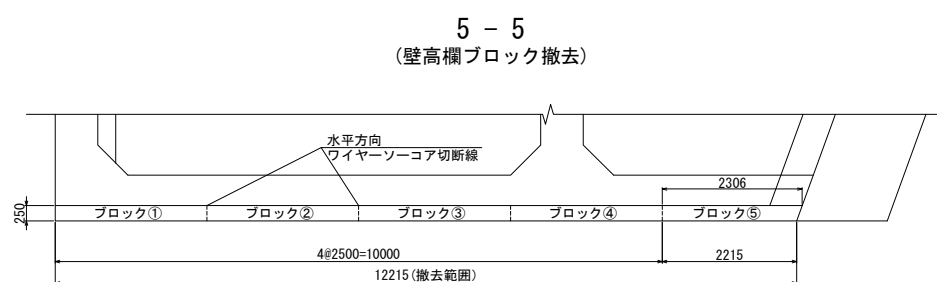 5 - 5
(壁高欄ブロック撤去)
水平方向
ワイヤーソーコア切断線
2306
250
ブロック① ブロック② ブロック③ ブロック④ ブロック⑤
4@2500=10000
2215
12215(撤去範囲)